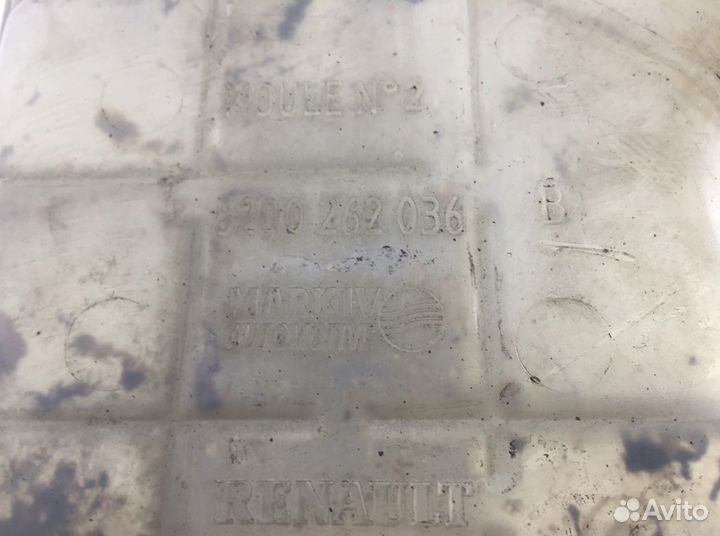 MOULE N° 2
8200 262 036
B
MARK IV
AUTOMOTIVE
RENAULT
Avito